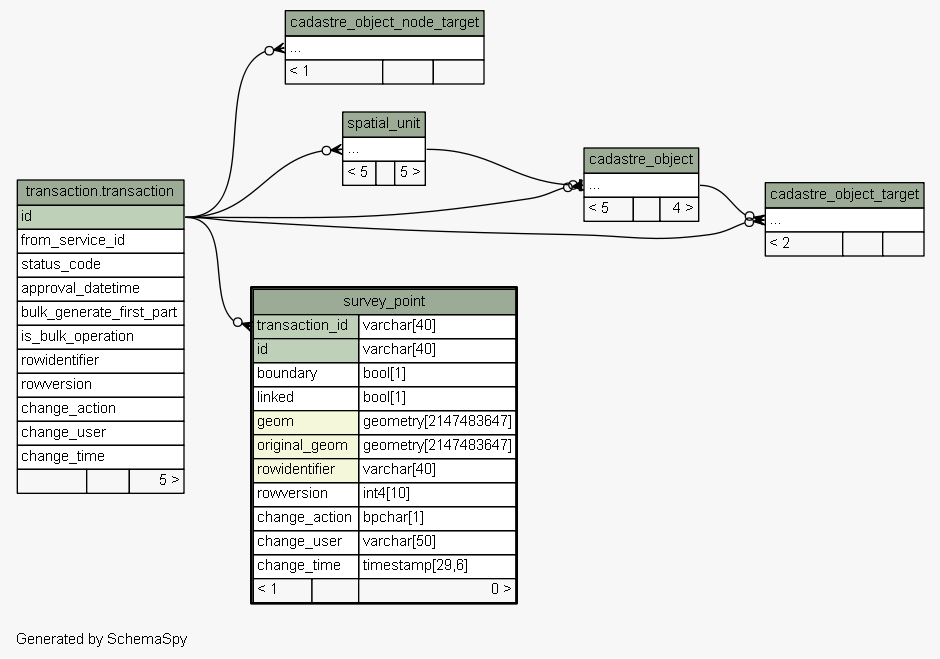 cadastre_object_node_target
...
< 1
spatial_unit
...
< 5 5 >
cadastre_object
...
< 5 4 >
cadastre_object_target
...
< 2
transaction.transaction
id
from_service_id
status_code
approval_datetime
bulk_generate_first_part
is_bulk_operation
rowidentifier
rowversion
change_action
change_user
change_time
5 >
survey_point
transaction_id varchar[40]
id varchar[40]
boundary bool[1]
linked bool[1]
geom geometry[2147483647]
original_geom geometry[2147483647]
rowidentifier varchar[40]
rowversion int4[10]
change_action bpchar[1]
change_user varchar[50]
change_time timestamp[29,6]
< 1 0 >
Generated by SchemaSpy